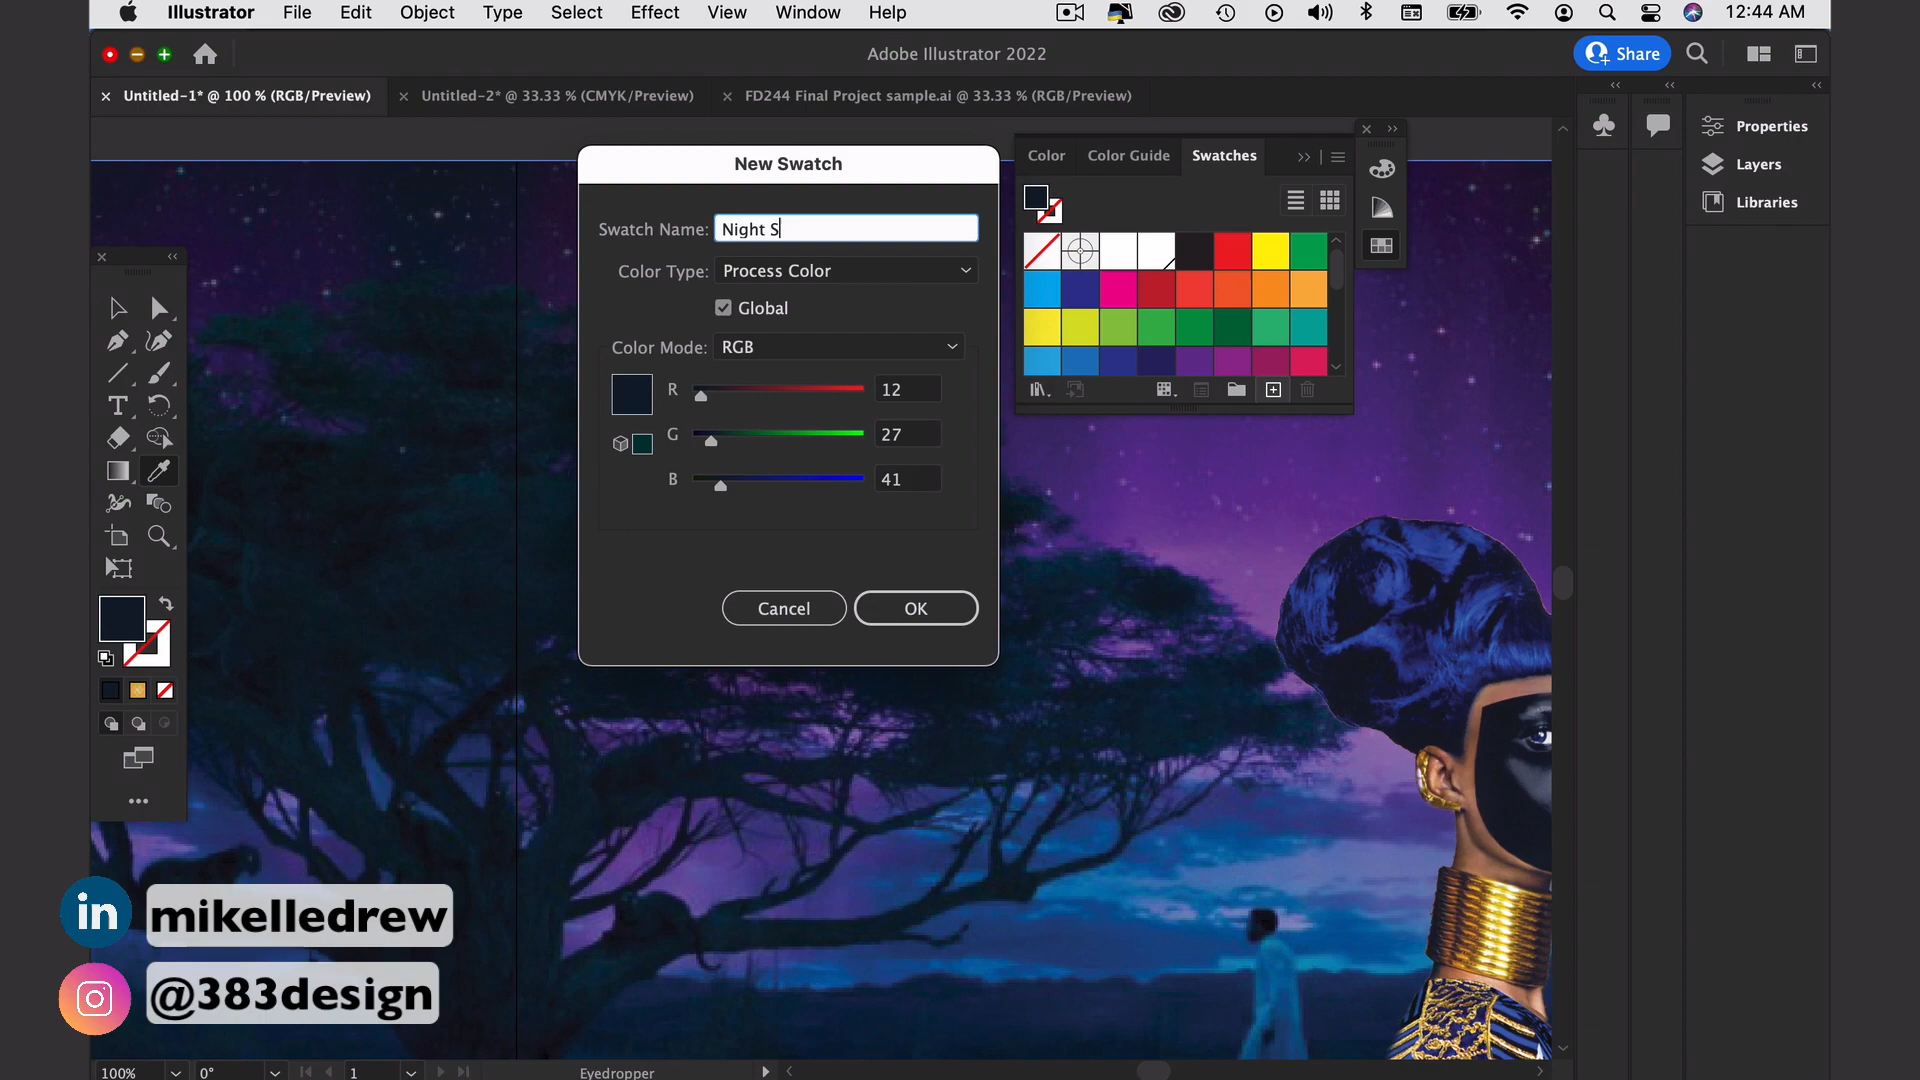 Illustrator File Edit Object Type Select Effect View Window Help 12:44 AM
Adobe Illustrator 2022
Share
Untitled-1* @ 100 % (RGB/Preview)
Untitled-2* @ 33.33 % (CMYK/Preview)
FD244 Final Project sample.ai @ 33.33 % (RGB/Preview)
Properties
Layers
Libraries
Color Color Guide Swatches
New Swatch
Swatch Name: Night S
Color Type: Process Color
Global
Color Mode: RGB
R 12
G 27
B 41
Cancel OK
in mikelledrew
@383design
100% 0° 1 Eyedropper